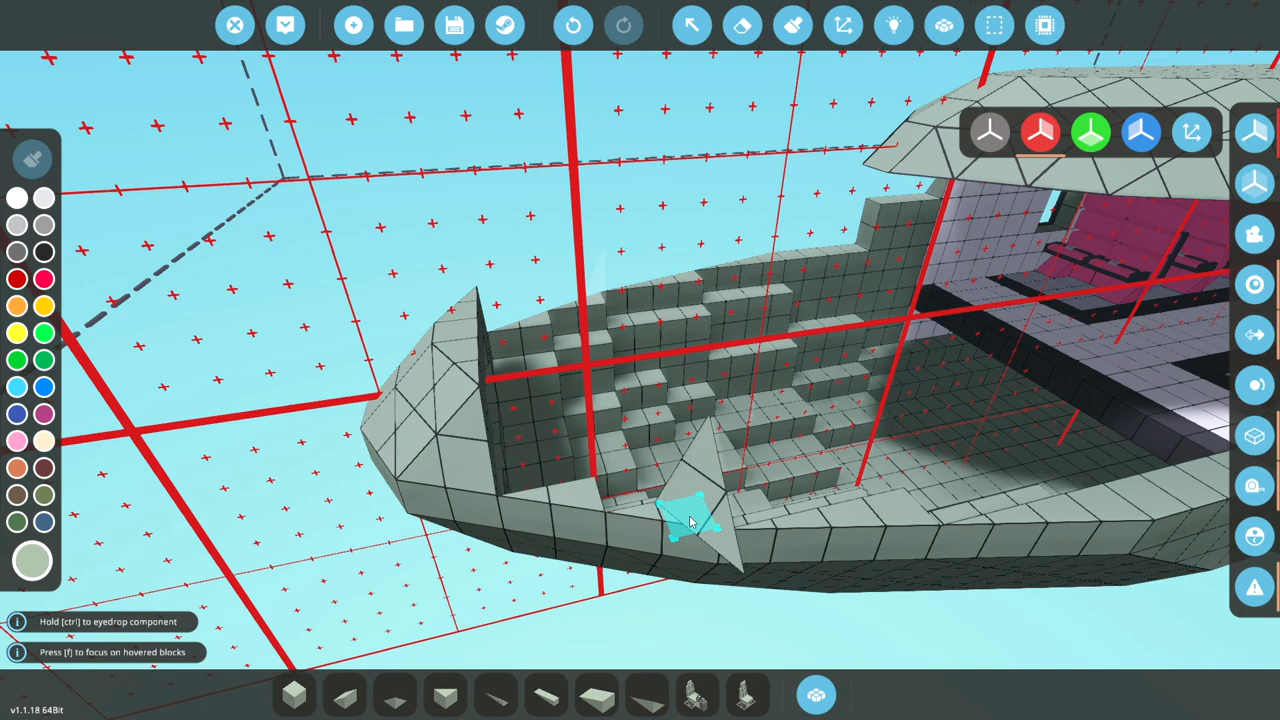 Hold [ctrl] to eyedrop component
Press [f] to focus on hovered blocks
v1.1.18 64Bit